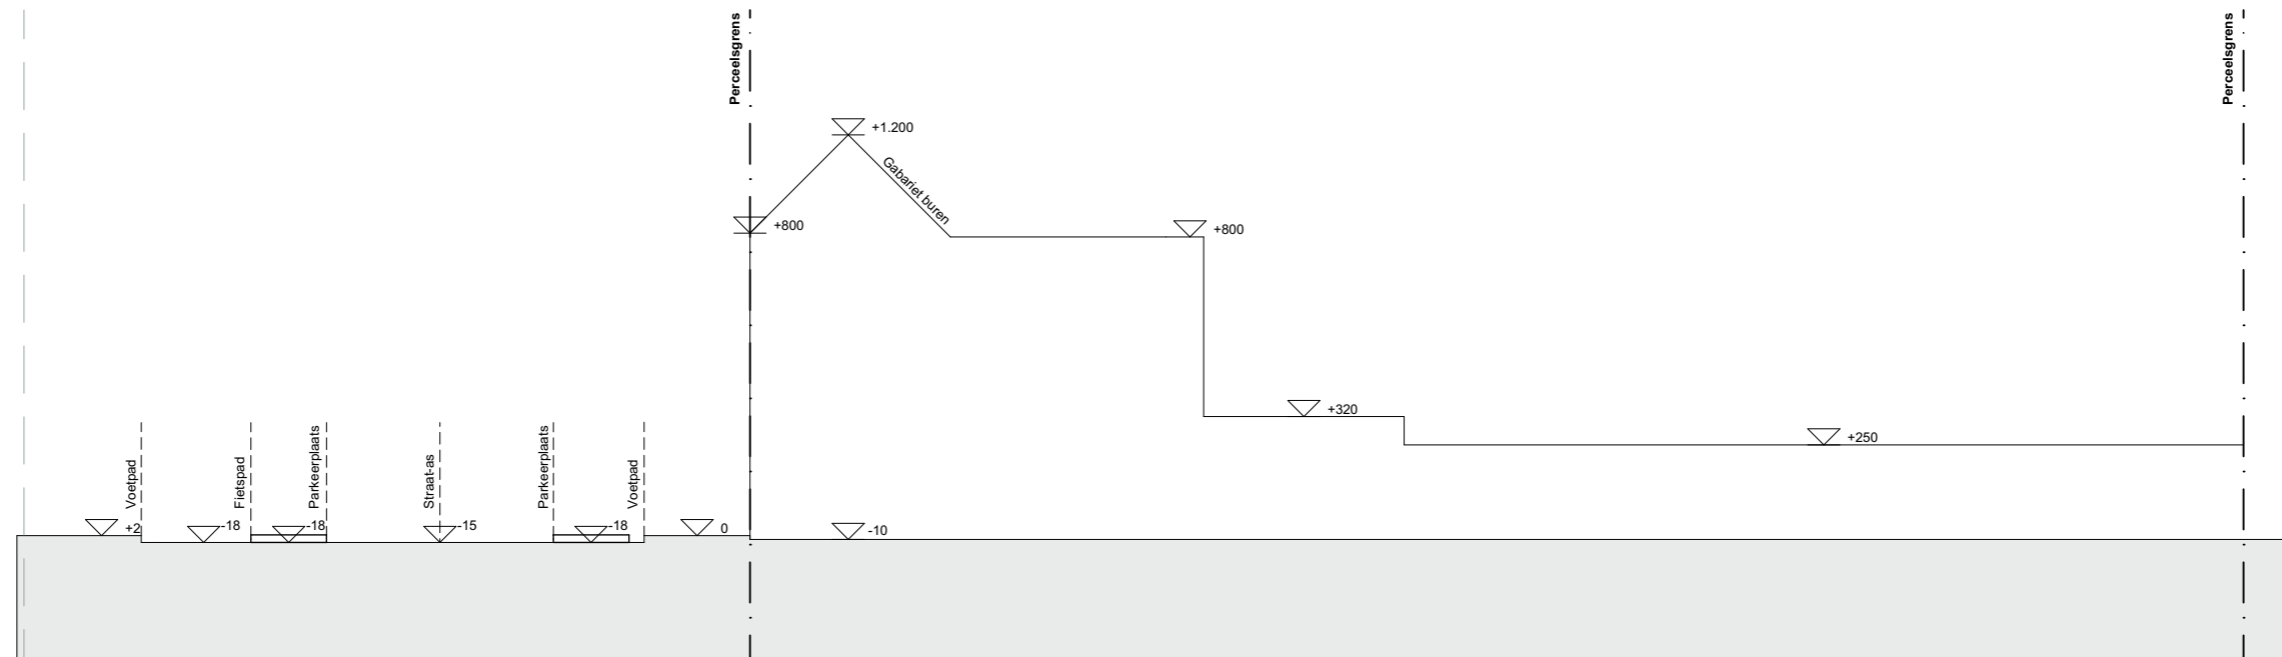 Perceelsgrens
Perceelsgrens
+1.200
Gabariet buren
+800
+800
+320
+250
Voetpad
Fietspad
Parkeerplaats
Straat-as
Parkeerplaats
Voetpad
+2
-18
-18
-15
-18
0
-10